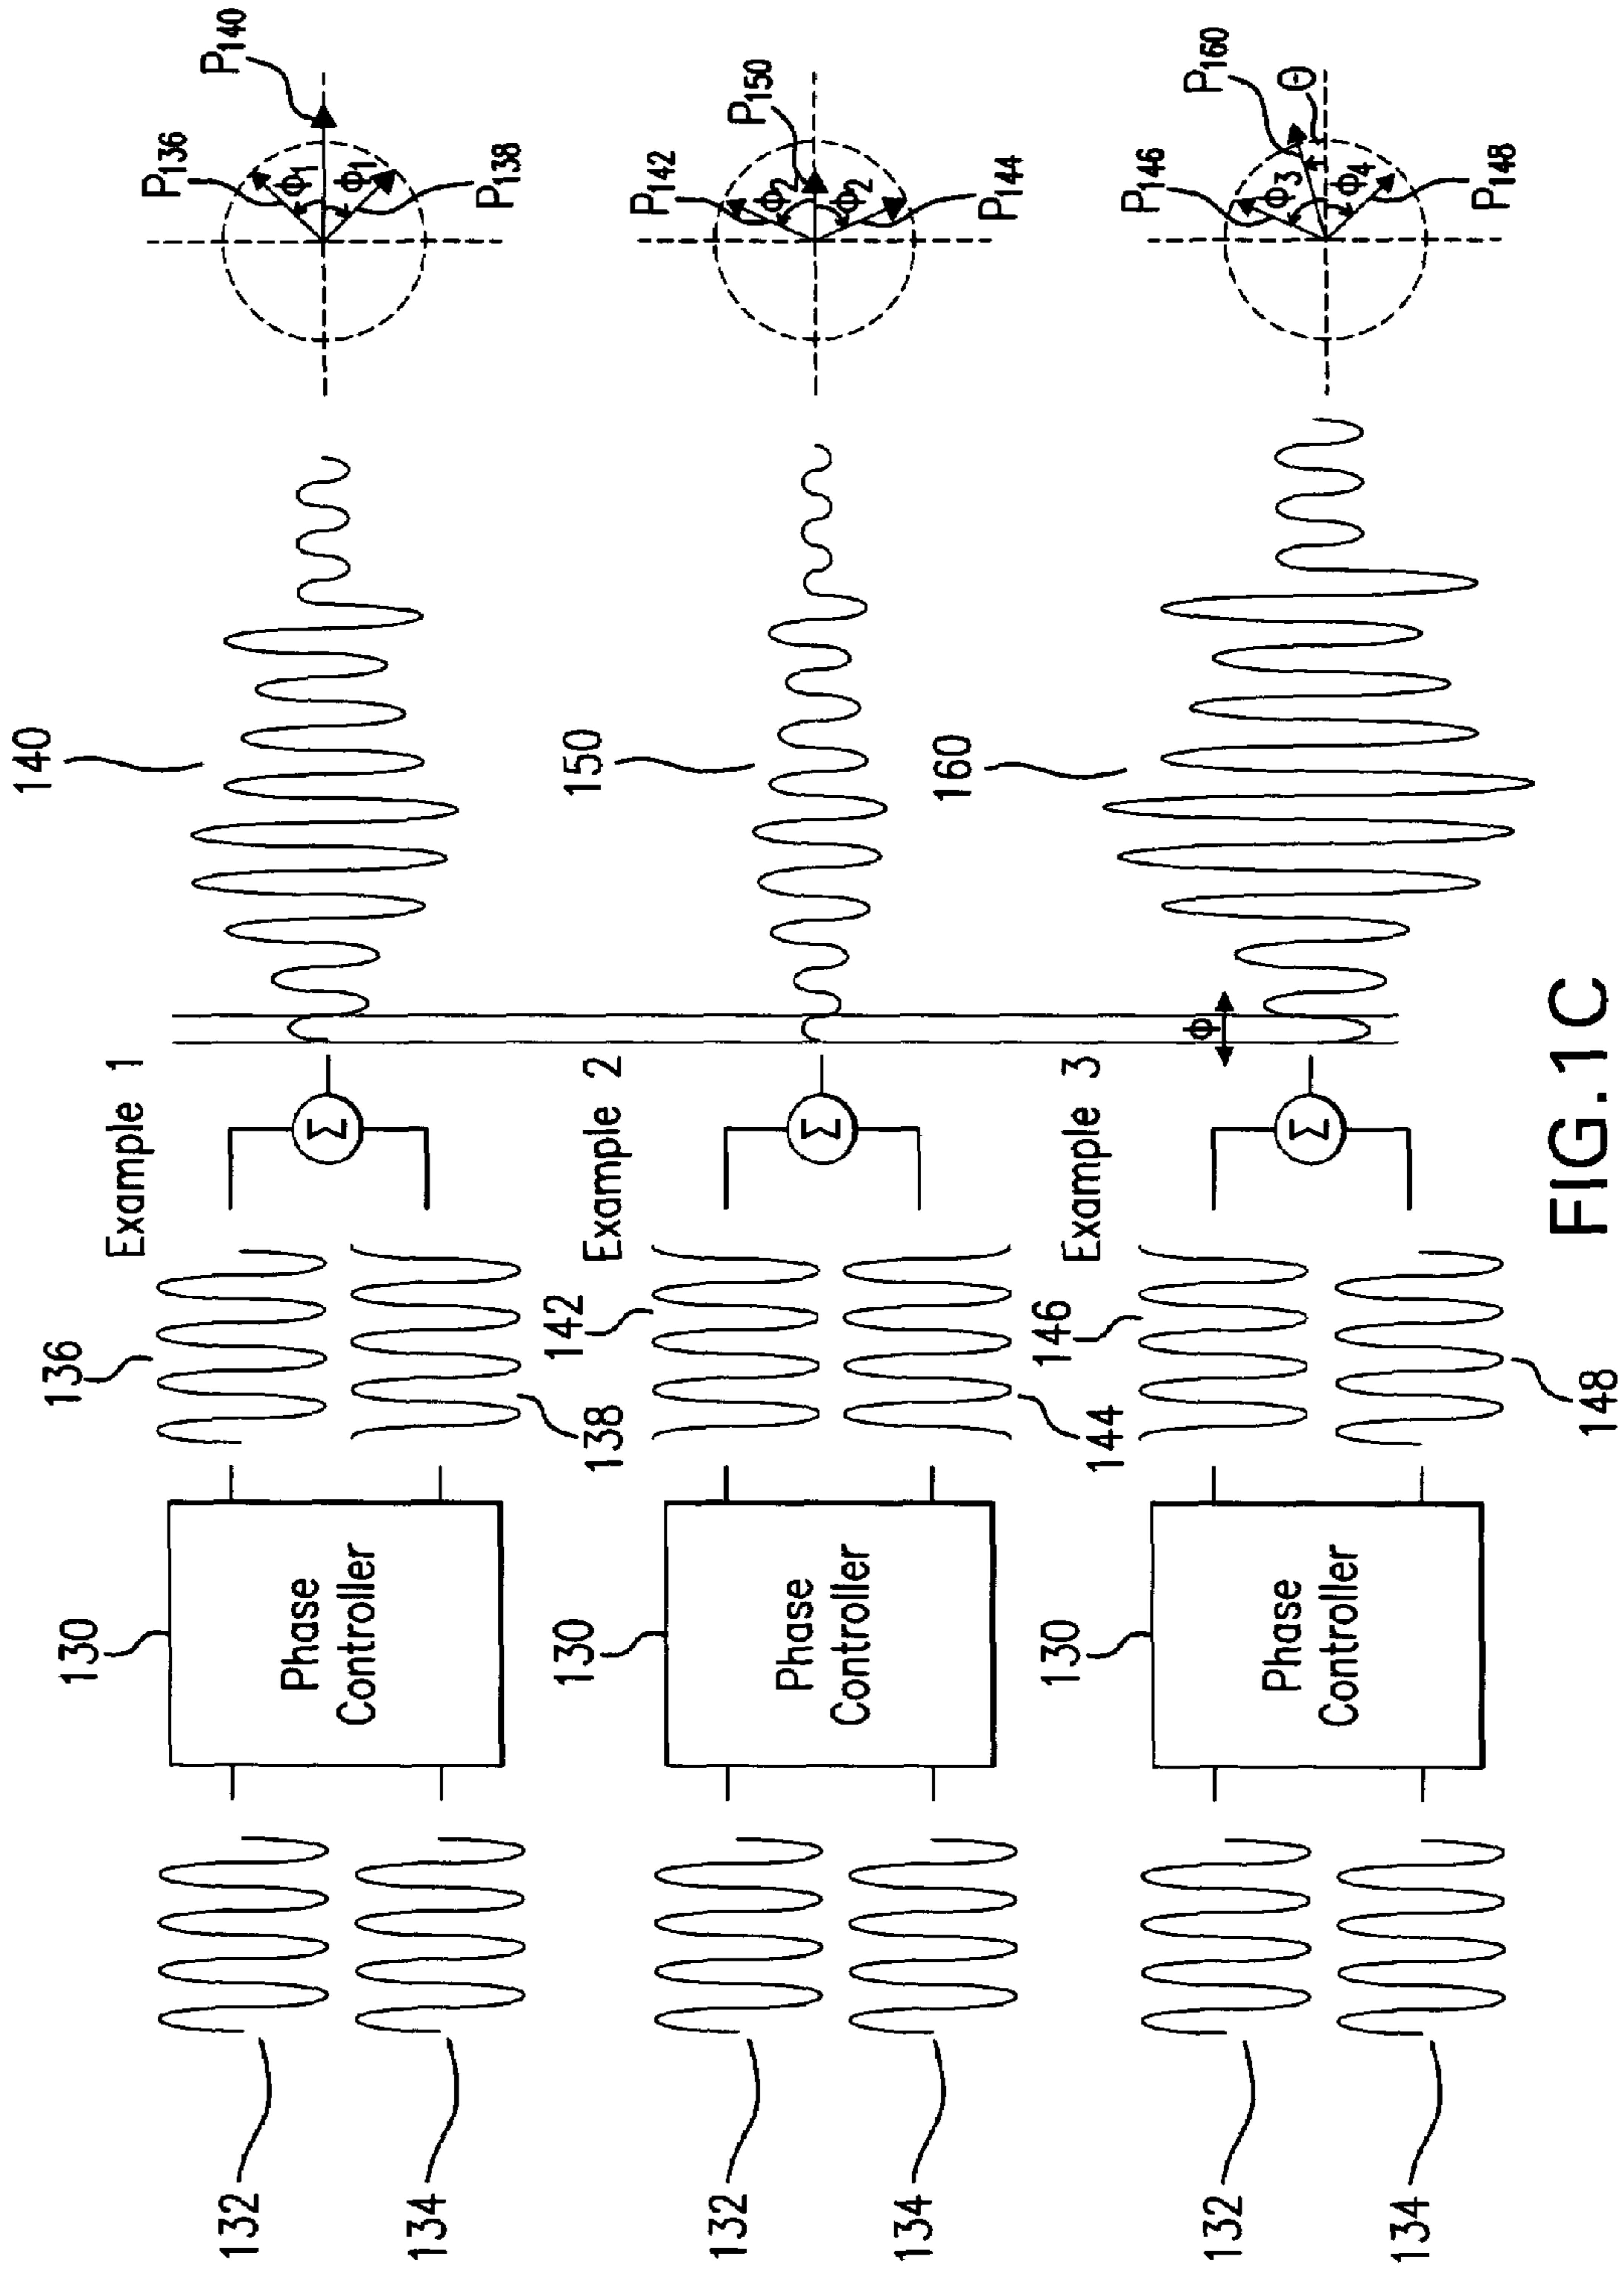 Example 1
132
134
130
Phase
Controller
136
138
Σ
140
P136
P138
P140
ϕ1
ϕ1
Example 2
132
134
130
Phase
Controller
142
144
Σ
150
P142
P144
P150
ϕ2
ϕ2
Example 3
132
134
130
Phase
Controller
146
148
Σ
ϕ
160
P146
P148
P160
ϕ3
ϕ4
Θ
FIG.1C